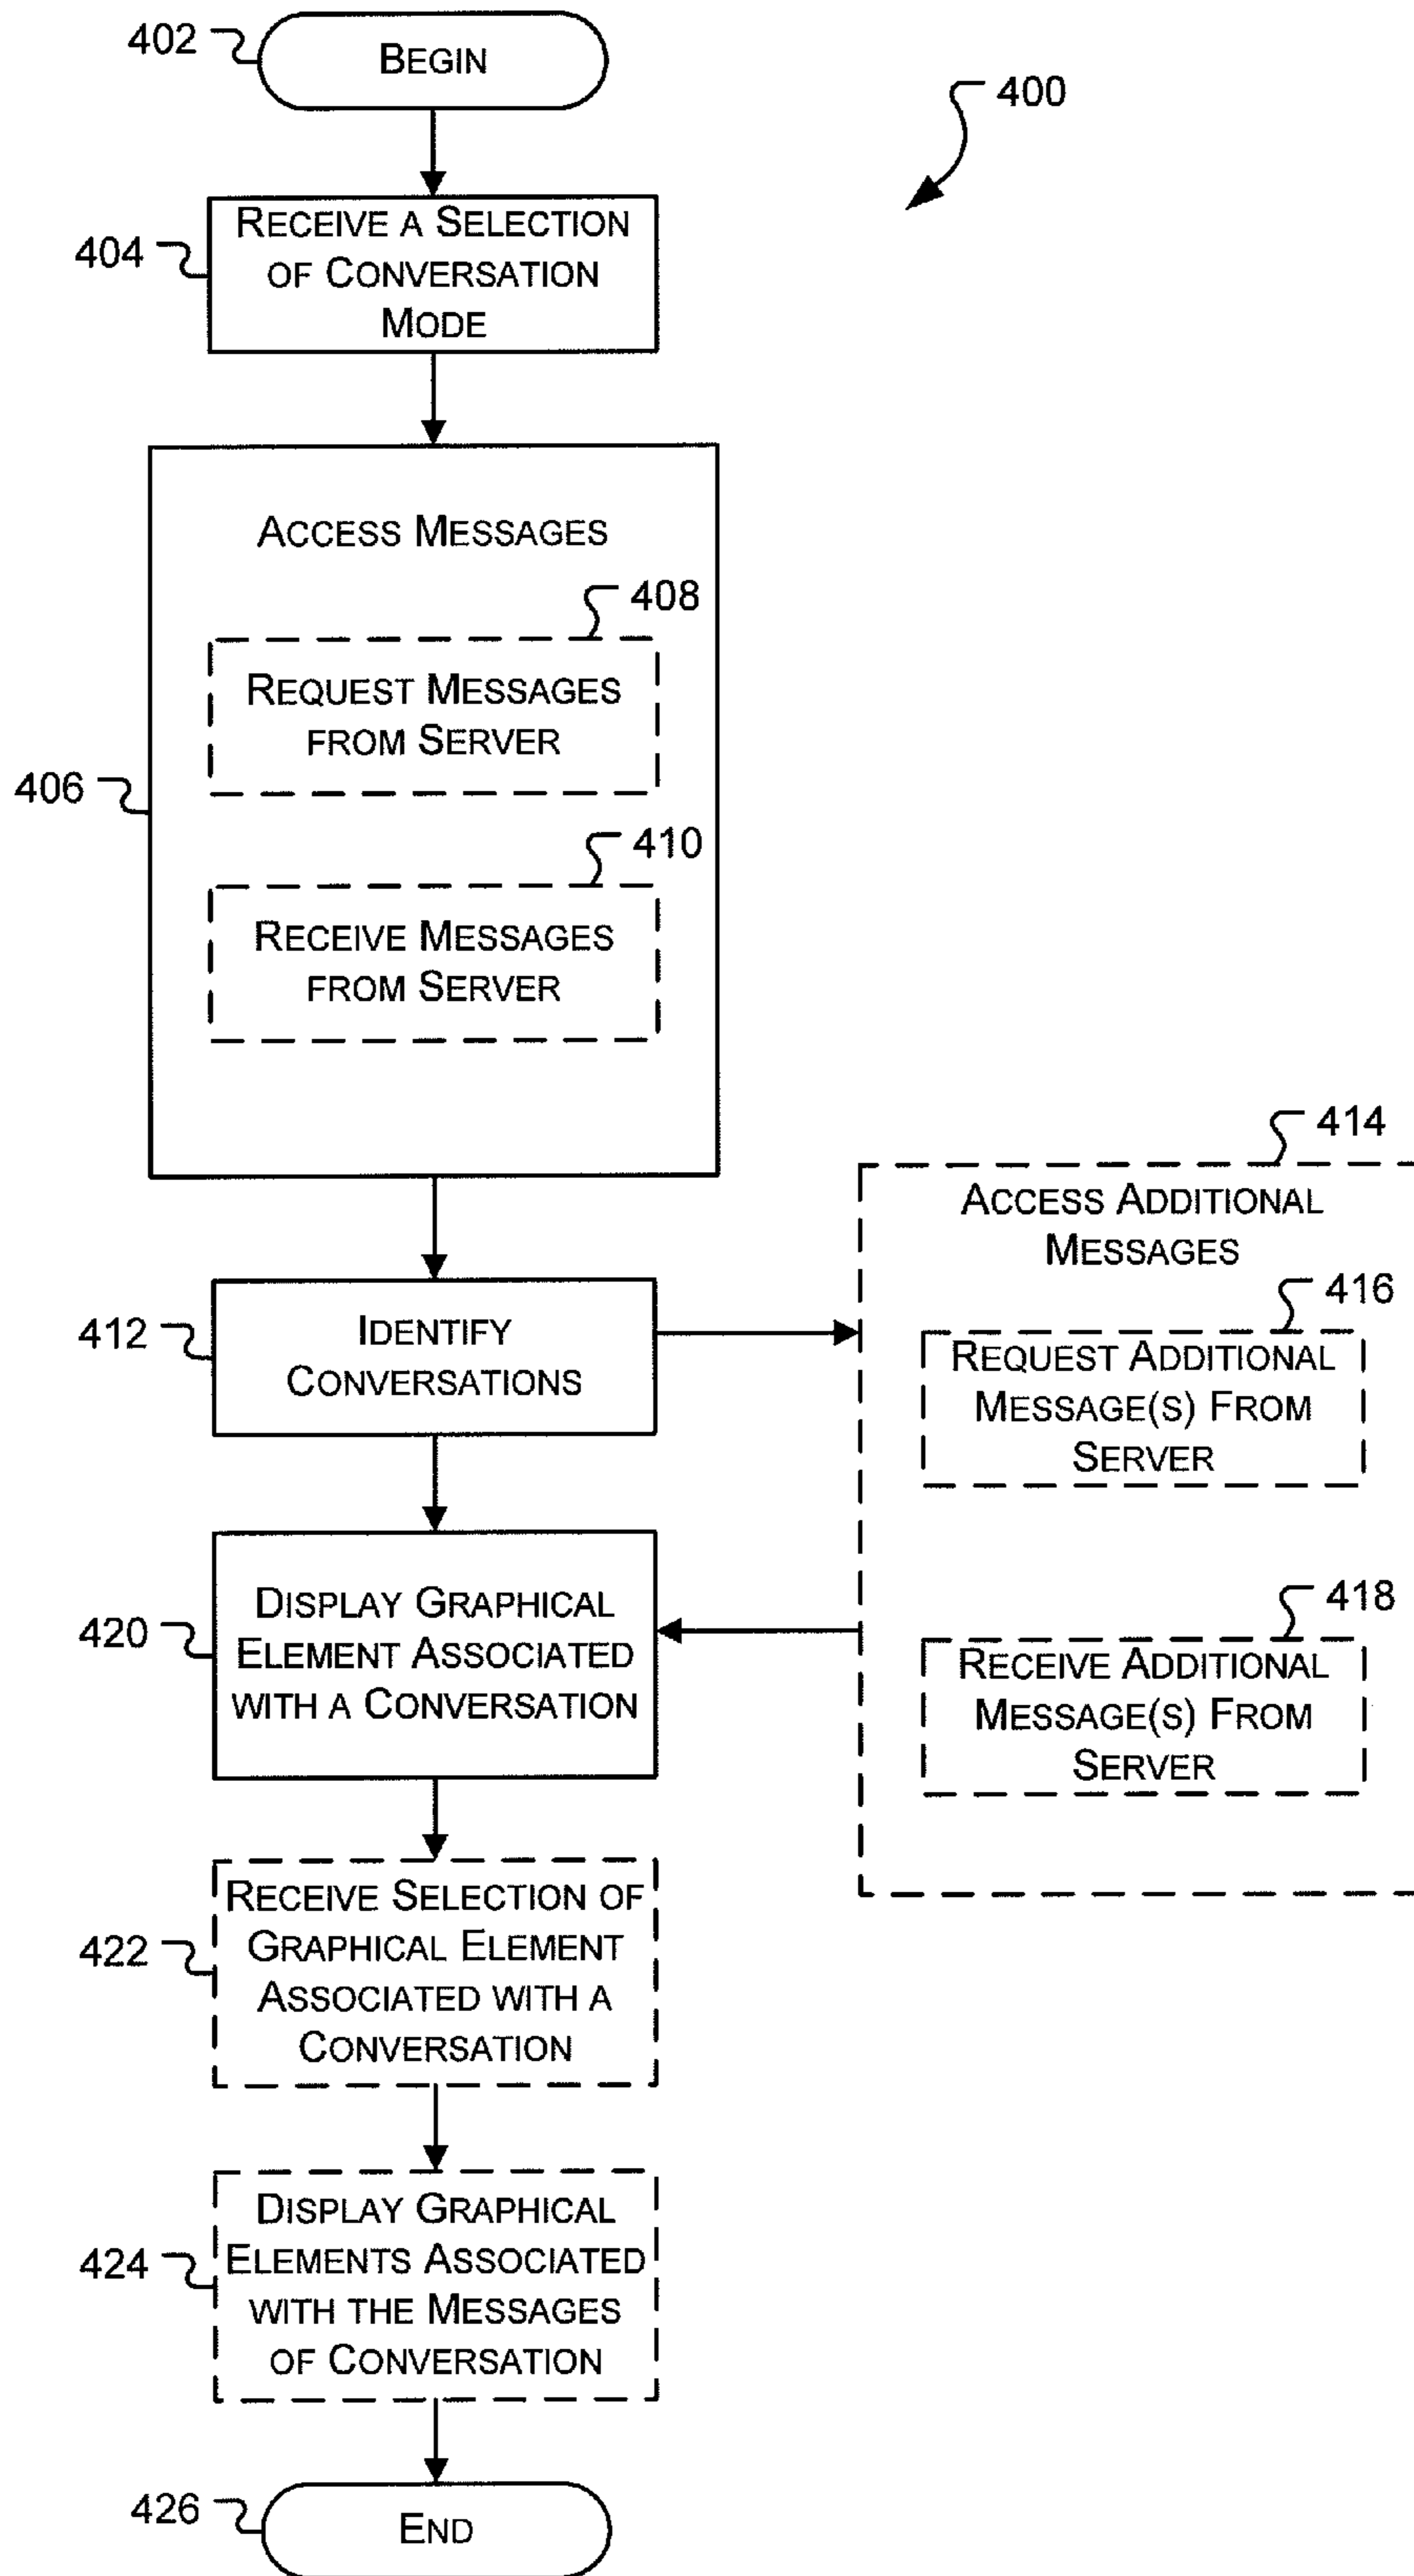 402
BEGIN
400
404
RECEIVE A SELECTION
OF CONVERSATION
MODE
406
ACCESS MESSAGES
408
REQUEST MESSAGES
FROM SERVER
410
RECEIVE MESSAGES
FROM SERVER
412
IDENTIFY
CONVERSATIONS
414
ACCESS ADDITIONAL
MESSAGES
416
REQUEST ADDITIONAL
MESSAGE(S) FROM
SERVER
418
RECEIVE ADDITIONAL
MESSAGE(S) FROM
SERVER
420
DISPLAY GRAPHICAL
ELEMENT ASSOCIATED
WITH A CONVERSATION
422
RECEIVE SELECTION OF
GRAPHICAL ELEMENT
ASSOCIATED WITH A
CONVERSATION
424
DISPLAY GRAPHICAL
ELEMENTS ASSOCIATED
WITH THE MESSAGES
OF CONVERSATION
426
END